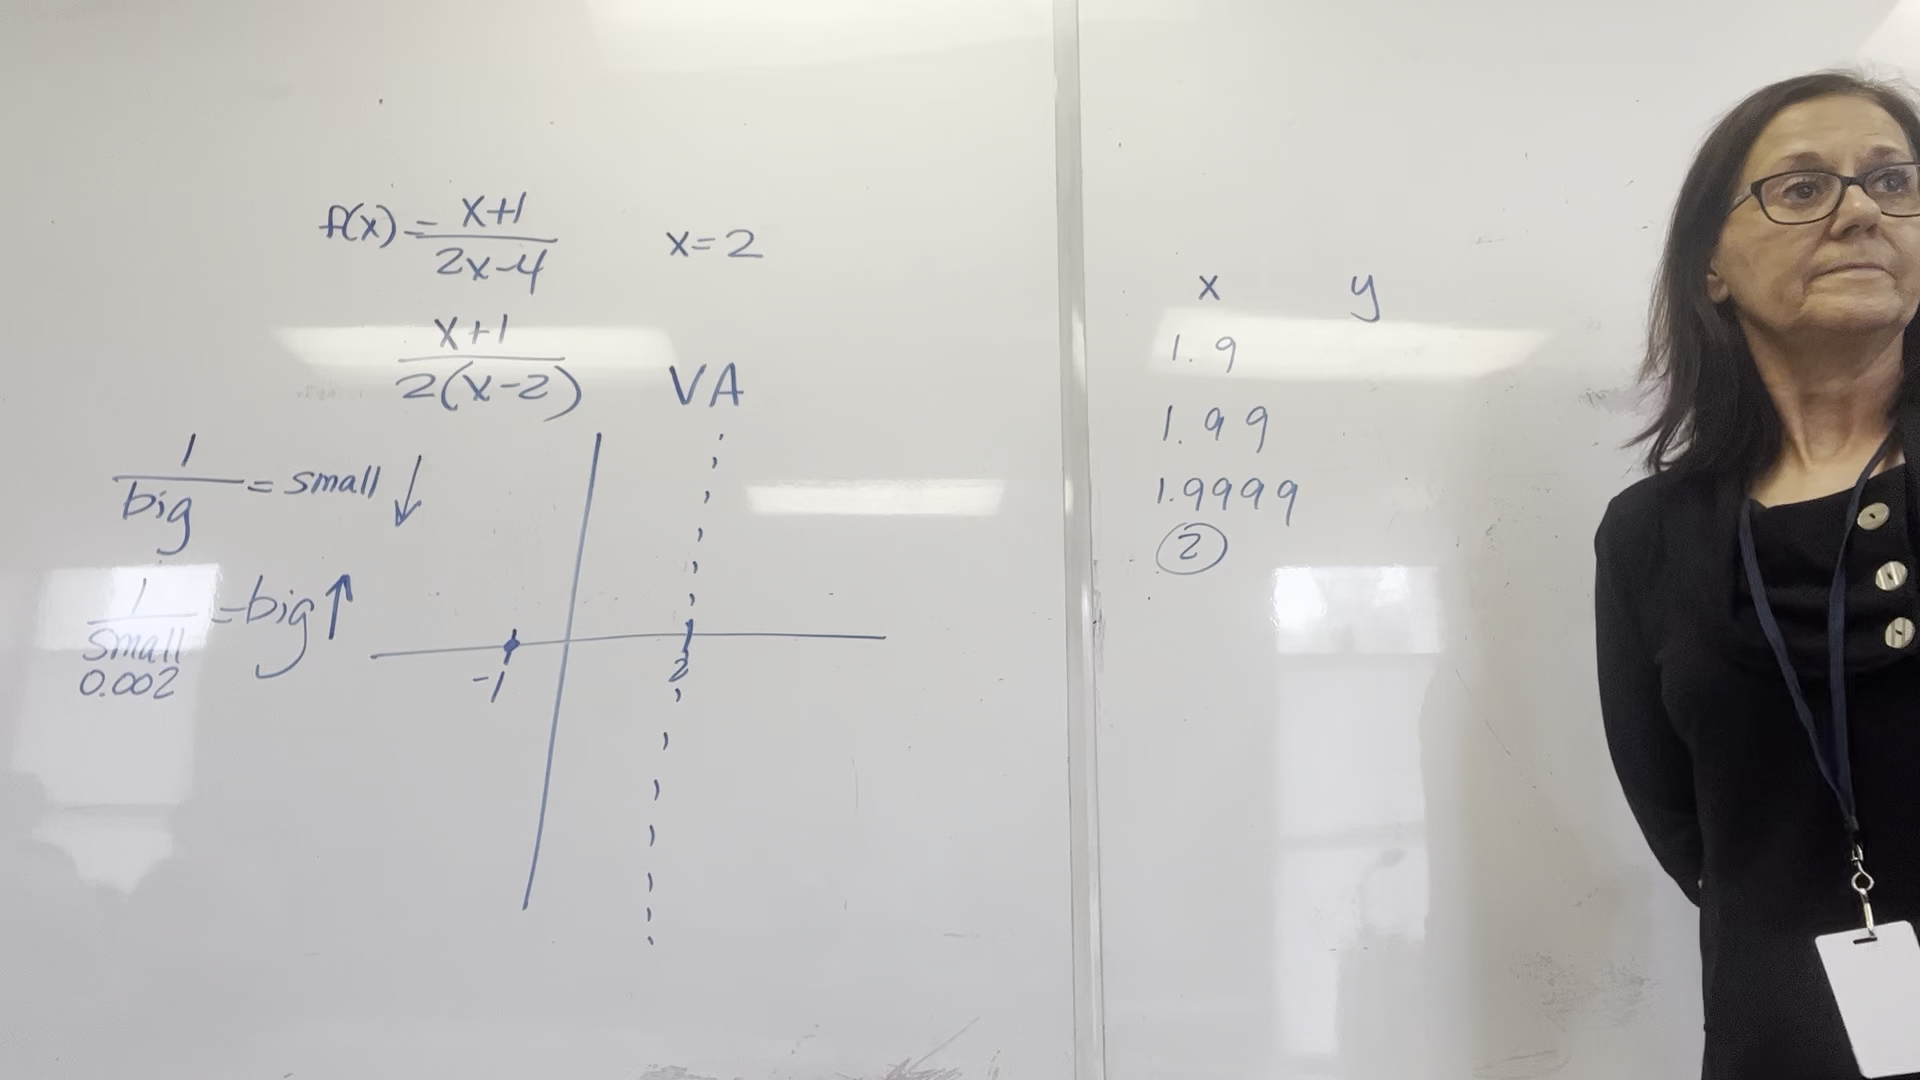 f(x) = x+1 / 2x-4
x=2
x+1 / 2(x-2)
VA
1 / big = small ↓
1 / small = big ↑
0.002
-1
2
x y
1.9
1.99
1.9999
2